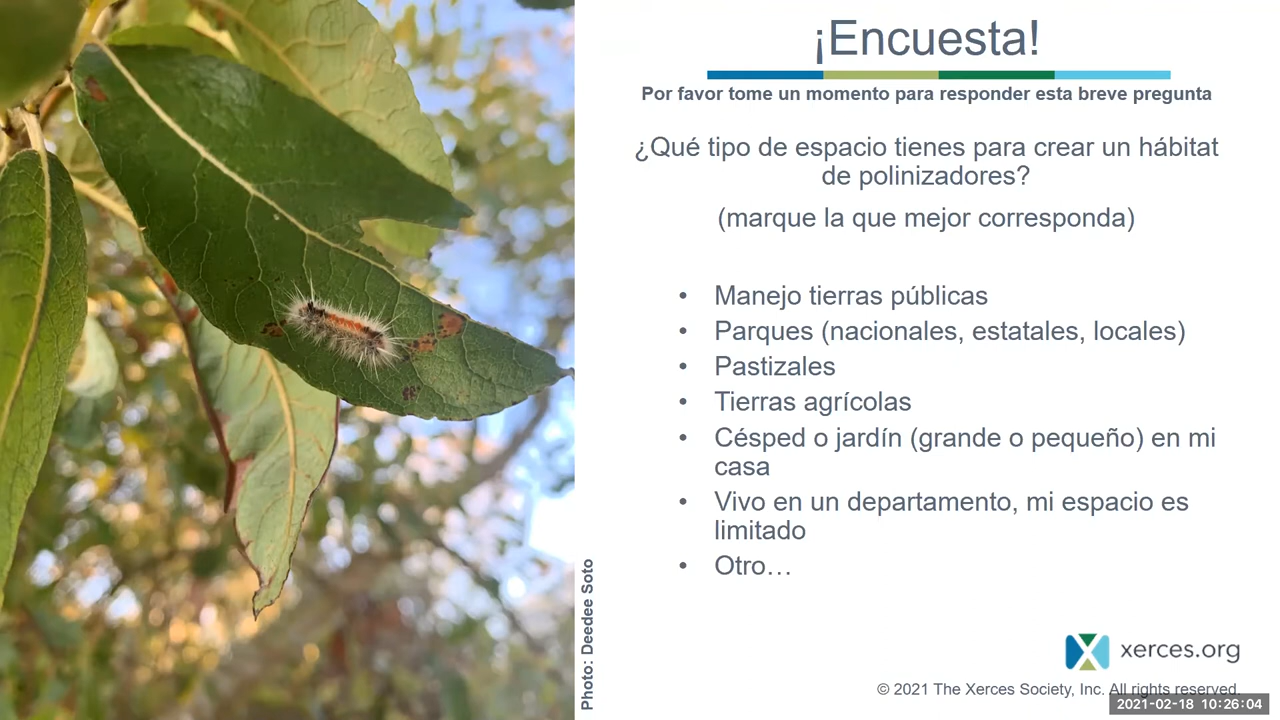 ¡Encuesta!
Por favor tome un momento para responder esta breve pregunta
¿Qué tipo de espacio tienes para crear un hábitat
de polinizadores?
(marque la que mejor corresponda)
• Manejo tierras públicas
• Parques (nacionales, estatales, locales)
• Pastizales
• Tierras agrícolas
• Césped o jardín (grande o pequeño) en mi
casa
• Vivo en un departamento, mi espacio es
limitado
• Otro…
Photo: Deedee Soto
xerces.org
© 2021 The Xerces Society, Inc. All rights reserved.
2021-02-18 10:26:04